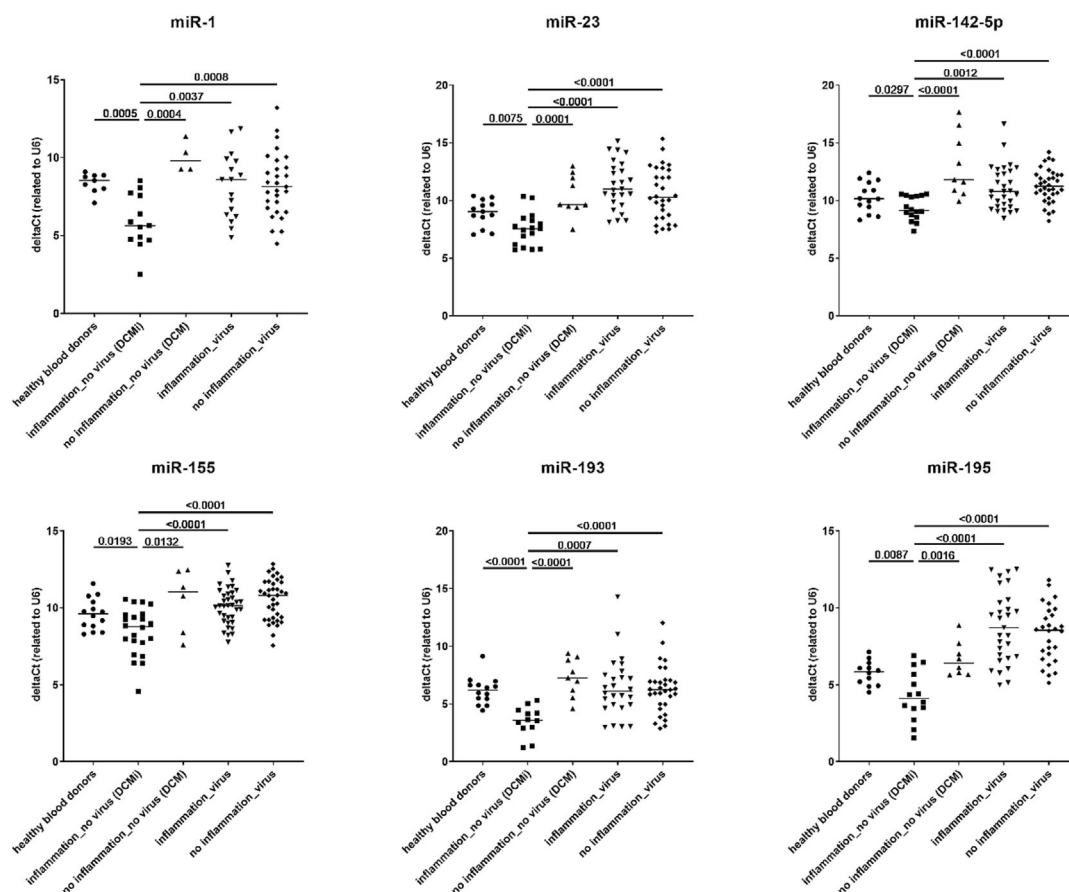 miR-1
deltaCt (related to U6)
15
10
5
0
0.0008
0.0037
0.0005 0.0004
healthy blood donors
inflammation_no virus (DCMi)
no inflammation_no virus (DCM)
inflammation_virus
no inflammation_virus
miR-23
deltaCt (related to U6)
20
15
10
5
0
<0.0001
<0.0001
0.0075 0.0001
healthy blood donors
inflammation_no virus (DCMi)
no inflammation_no virus (DCM)
inflammation_virus
no inflammation_virus
miR-142-5p
deltaCt (related to U6)
20
15
10
5
0
<0.0001
0.0012
0.0297 <0.0001
healthy blood donors
inflammation_no virus (DCMi)
no inflammation_no virus (DCM)
inflammation_virus
no inflammation_virus
miR-155
deltaCt (related to U6)
15
10
5
0
<0.0001
<0.0001
0.0193 0.0132
healthy blood donors
inflammation_no virus (DCMi)
no inflammation_no virus (DCM)
inflammation_virus
no inflammation_virus
miR-193
deltaCt (related to U6)
20
15
10
5
0
<0.0001
0.0007
<0.0001 <0.0001
healthy blood donors
inflammation_no virus (DCMi)
no inflammation_no virus (DCM)
inflammation_virus
no inflammation_virus
miR-195
deltaCt (related to U6)
15
10
5
0
<0.0001
<0.0001
0.0087 0.0016
healthy blood donors
inflammation_no virus (DCMi)
no inflammation_no virus (DCM)
inflammation_virus
no inflammation_virus